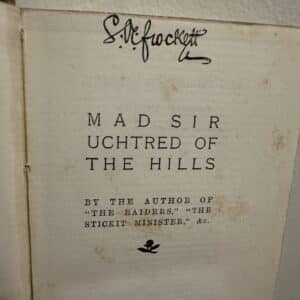 S. R. Crockett
MAD SIR
UCHTRED OF
THE HILLS
BY THE AUTHOR OF
"THE RAIDERS," "THE
STICKIT MINISTER," &c.